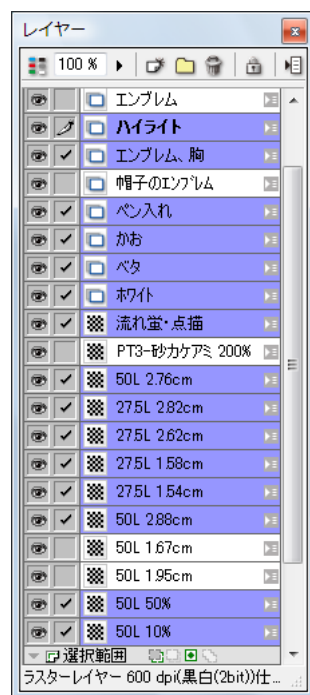 レイヤー
100 %
エンブレム
ハイライト
エンブレム、胸
帽子のエンブレム
ペン入れ
かお
ベタ
ホワイト
流れ蛍・点描
PT3-砂カケアミ 200%
50L 2.76cm
27.5L 2.82cm
27.5L 2.62cm
27.5L 1.58cm
27.5L 1.54cm
50L 2.88cm
50L 1.67cm
50L 1.95cm
50L 50%
50L 10%
選択範囲
ラスターレイヤー 600 dpi(黒白(2bit))仕...